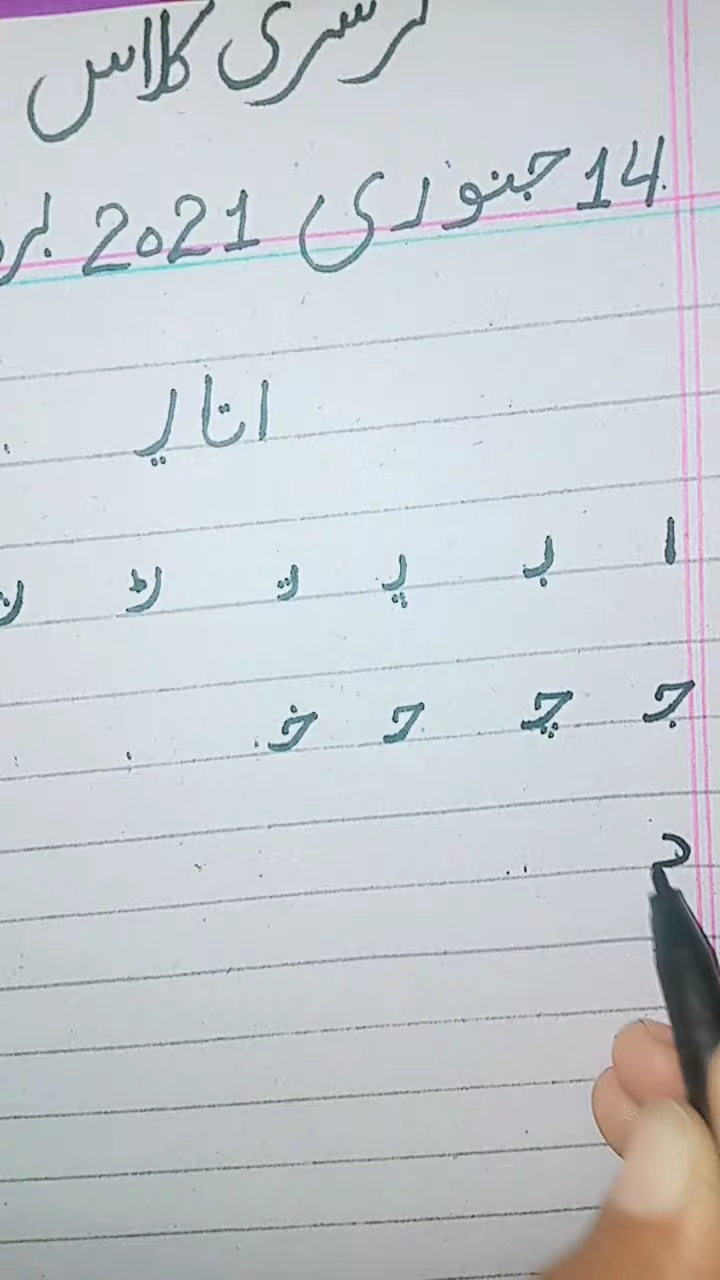 نرسری کلاس
14 جنوری 2021
اتار
ا ب پ ت ٹ
ج چ ح خ
د